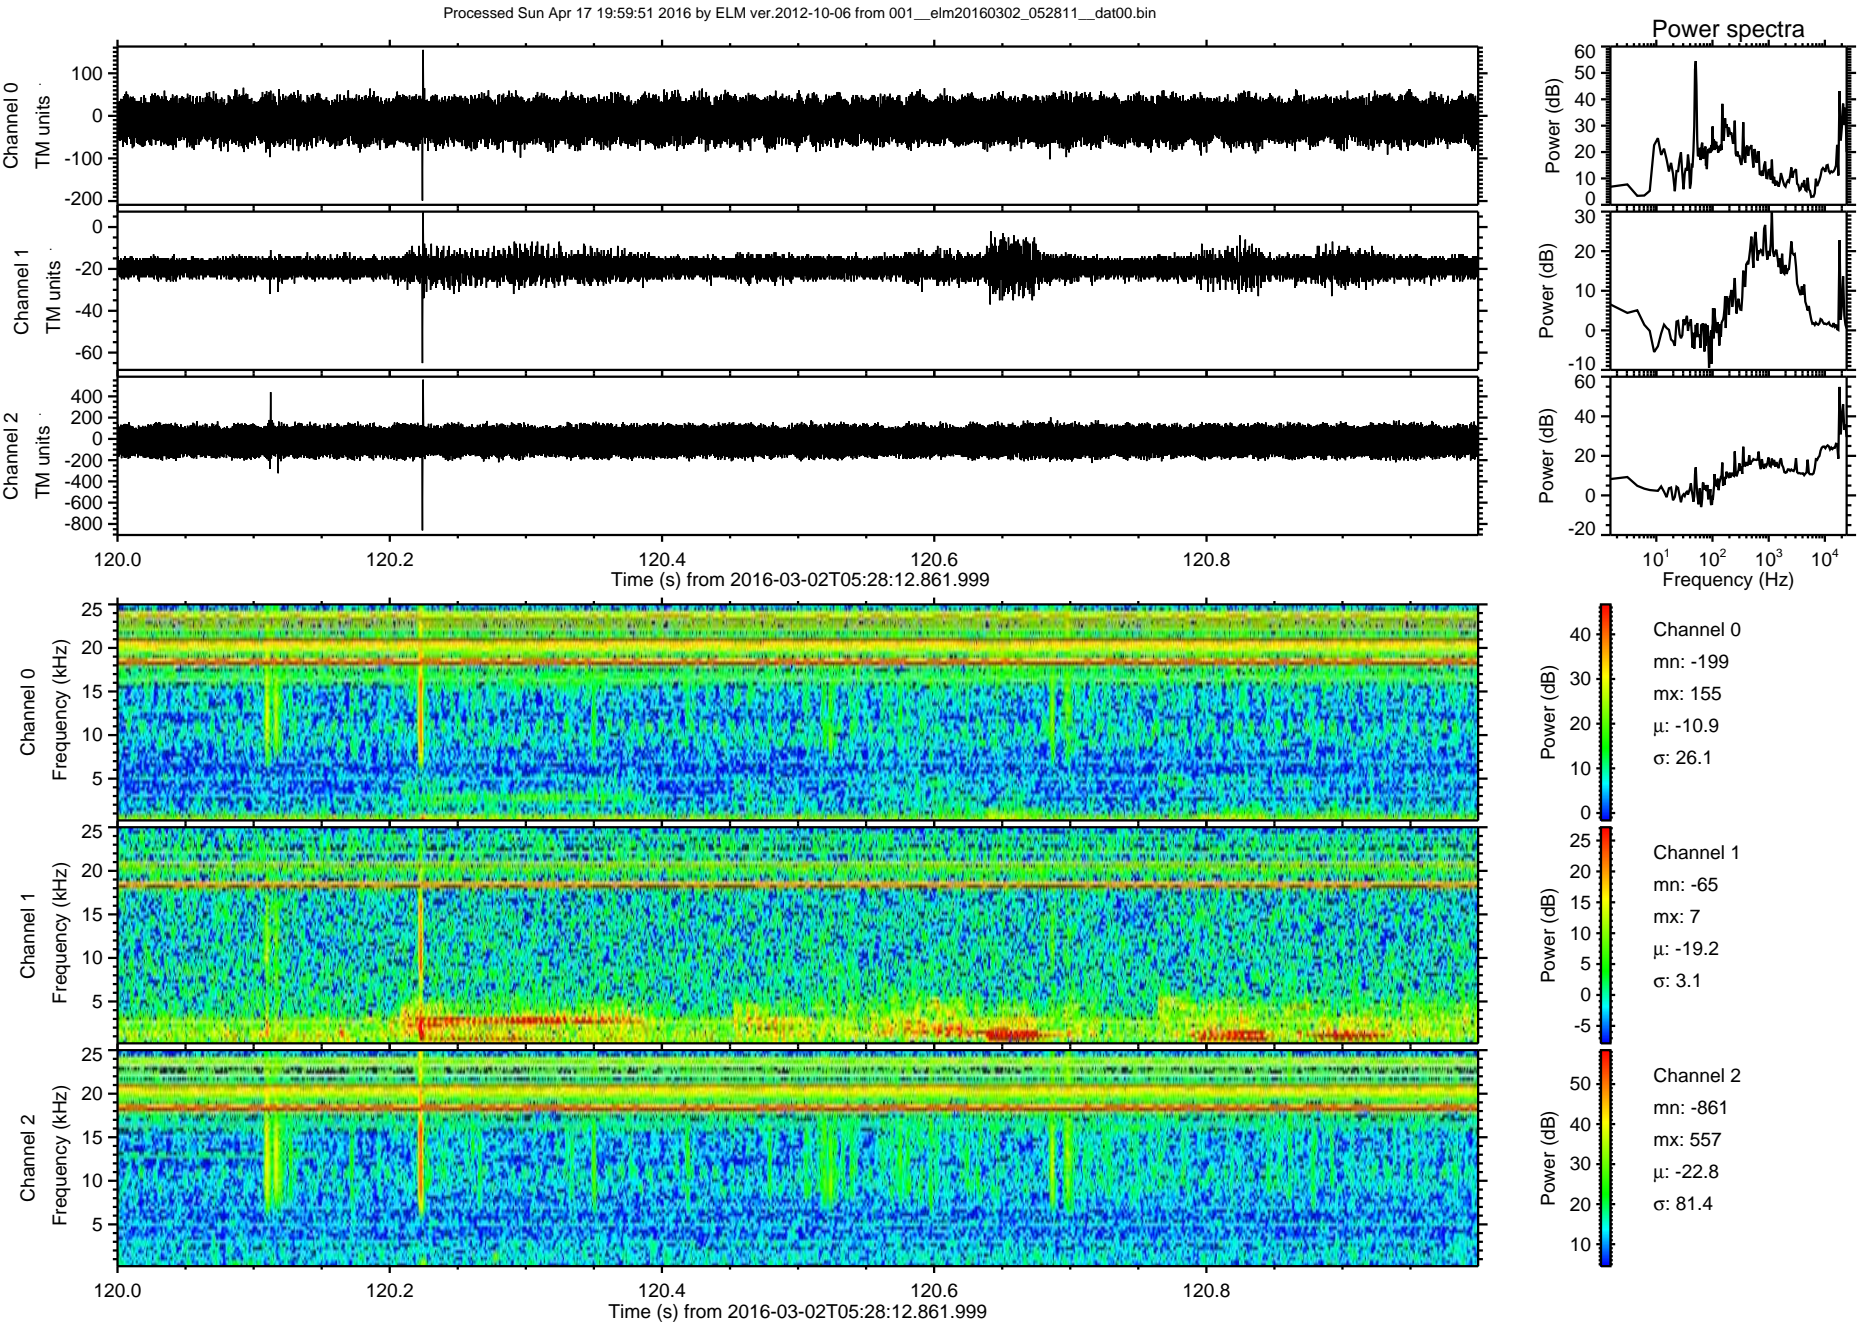 Processed Sun Apr 17 19:59:51 2016 by ELM ver.2012-10-06 from 001__elm20160302_052811__dat00.bin
Power spectra
Channel 0
TM units
100
0
-100
-200
Power (dB)
60
50
40
30
20
10
0
Channel 1
TM units
0
-20
-40
-60
Power (dB)
30
20
10
0
-10
Channel 2
TM units
400
200
0
-200
-400
-600
-800
Power (dB)
60
40
20
0
-20
120.0 120.2 120.4 120.6 120.8
Time (s) from 2016-03-02T05:28:12.861.999
10¹ 10² 10³ 10⁴
Frequency (Hz)
Channel 0
Frequency (kHz)
25
20
15
10
5
Power (dB)
40
30
20
10
0
Channel 0
mn: -199
mx: 155
μ: -10.9
σ: 26.1
Channel 1
Frequency (kHz)
25
20
15
10
5
Power (dB)
25
20
15
10
5
0
-5
Channel 1
mn: -65
mx: 7
μ: -19.2
σ: 3.1
Channel 2
Frequency (kHz)
25
20
15
10
5
Power (dB)
50
40
30
20
10
Channel 2
mn: -861
mx: 557
μ: -22.8
σ: 81.4
120.0 120.2 120.4 120.6 120.8
Time (s) from 2016-03-02T05:28:12.861.999